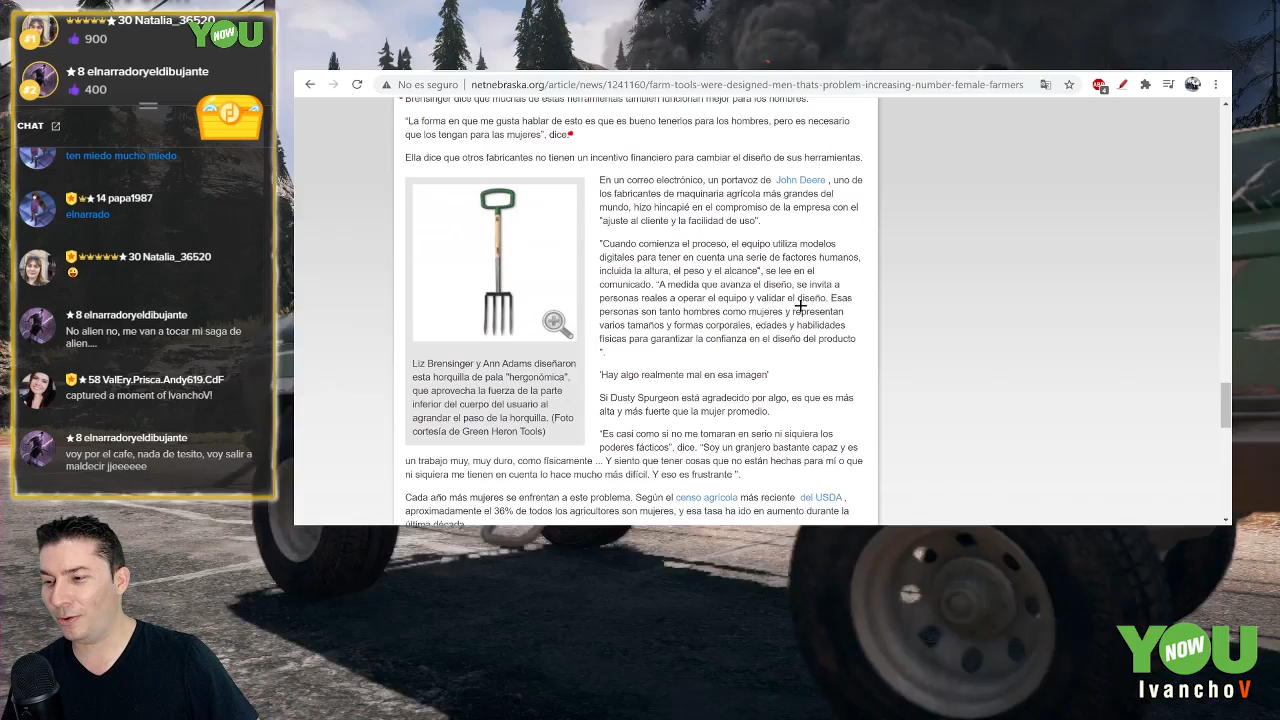 #1
★★★★★★ 30 Natalia_36520
900
YOU NOW
#2
★8 elnarradoryeldibujante
400
CHAT
ten miedo mucho miedo
★14 papa1987
elnarrado
★★★★★★ 30 Natalia_36520
★8 elnarradoryeldibujante
No alien no, me van a tocar mi saga de
alien....
★ 58 ValEry.Prisca.Andy619.CdF
captured a moment of IvanchoV!
★8 elnarradoryeldibujante
voy por el cafe, nada de tesito, voy salir a
maldecir jjeeeeee
No es seguro
netnebraska.org/article/news/1241160/farm-tools-were-designed-men-thats-problem-increasing-number-female-farmers
ABP
4
Brensinger dice que muchas de estas herramientas también funcionan mejor para los hombres.
“La forma en que me gusta hablar de esto es que es bueno tenerlos para los hombres, pero es necesario
que los tengan para las mujeres”, dice.
Ella dice que otros fabricantes no tienen un incentivo financiero para cambiar el diseño de sus herramientas.
En un correo electrónico, un portavoz de John Deere , uno de
los fabricantes de maquinaria agrícola más grandes del
mundo, hizo hincapié en el compromiso de la empresa con el
"ajuste al cliente y la facilidad de uso".
"Cuando comienza el proceso, el equipo utiliza modelos
digitales para tener en cuenta una serie de factores humanos,
incluida la altura, el peso y el alcance", se lee en el
comunicado. “A medida que avanza el diseño, se invita a
personas reales a operar el equipo y validar el diseño. Esas
personas son tanto hombres como mujeres y representan
varios tamaños y formas corporales, edades y habilidades
físicas para garantizar la confianza en el diseño del producto
".
Liz Brensinger y Ann Adams diseñaron
esta horquilla de pala "hergonómica",
que aprovecha la fuerza de la parte
inferior del cuerpo del usuario al
agrandar el paso de la horquilla. (Foto
cortesía de Green Heron Tools)
'Hay algo realmente mal en esa imagen'
Si Dusty Spurgeon está agradecido por algo, es que es más
alta y más fuerte que la mujer promedio.
“Es casi como si no me tomaran en serio ni siquiera los
poderes fácticos”, dice. “Soy un granjero bastante capaz y es
un trabajo muy, muy duro, como físicamente ... Y siento que tener cosas que no están hechas para mí o que
ni siquiera me tienen en cuenta lo hace mucho más difícil. Y eso es frustrante ”.
Cada año más mujeres se enfrentan a este problema. Según el censo agrícola más reciente del USDA ,
aproximadamente el 36% de todos los agricultores son mujeres, y esa tasa ha ido en aumento durante la
última década.
YOU NOW
IvanchoV